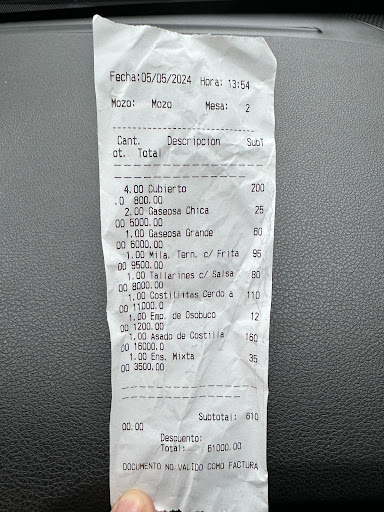 Fecha:05/05/2024 Hora: 13:54
Mozo: Mozo Mesa: 2
Cant. Descripcion SubT
ot. Total
4.00 Cubierto 200
.0 800.00
2.00 Gaseosa Chica 25
00 5000.00
1.00 Gaseosa Grande 60
00 6000.00
1.00 Mila. Tern. c/ Frita 95
00 9500.00
1.00 Tallarines c/ Salsa 80
00 8000.00
1.00 Costillitas Cerdo a 110
00 11000.0
1.00 Emp. de Osobuco 12
00 1200.00
1.00 Asado de Costilla 160
00 16000.0
1.00 Ens. Mixta 35
00 3500.00
Subtotal: 610
00.00
Descuento:
Total: 61000.00
DOCUMENTO NO VALIDO COMO FACTURA